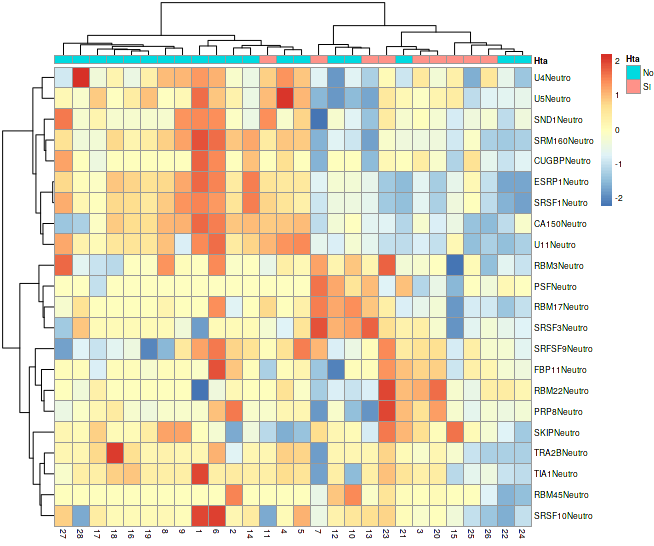 Hta
U4Neutro
U5Neutro
SND1Neutro
SRM160Neutro
CUGBPNeutro
ESRP1Neutro
SRSF1Neutro
CA150Neutro
U11Neutro
RBM3Neutro
PSFNeutro
RBM17Neutro
SRSF3Neutro
SRFSF9Neutro
FBP11Neutro
RBM22Neutro
PRP8Neutro
SKIPNeutro
TRA2BNeutro
TIA1Neutro
RBM45Neutro
SRSF10Neutro
27 28 17 18 16 19 8 9 1 6 2 14 11 4 5 7 12 10 13 23 21 3 20 15 25 26 22 24
2
1
0
-1
-2
Hta
No
SI